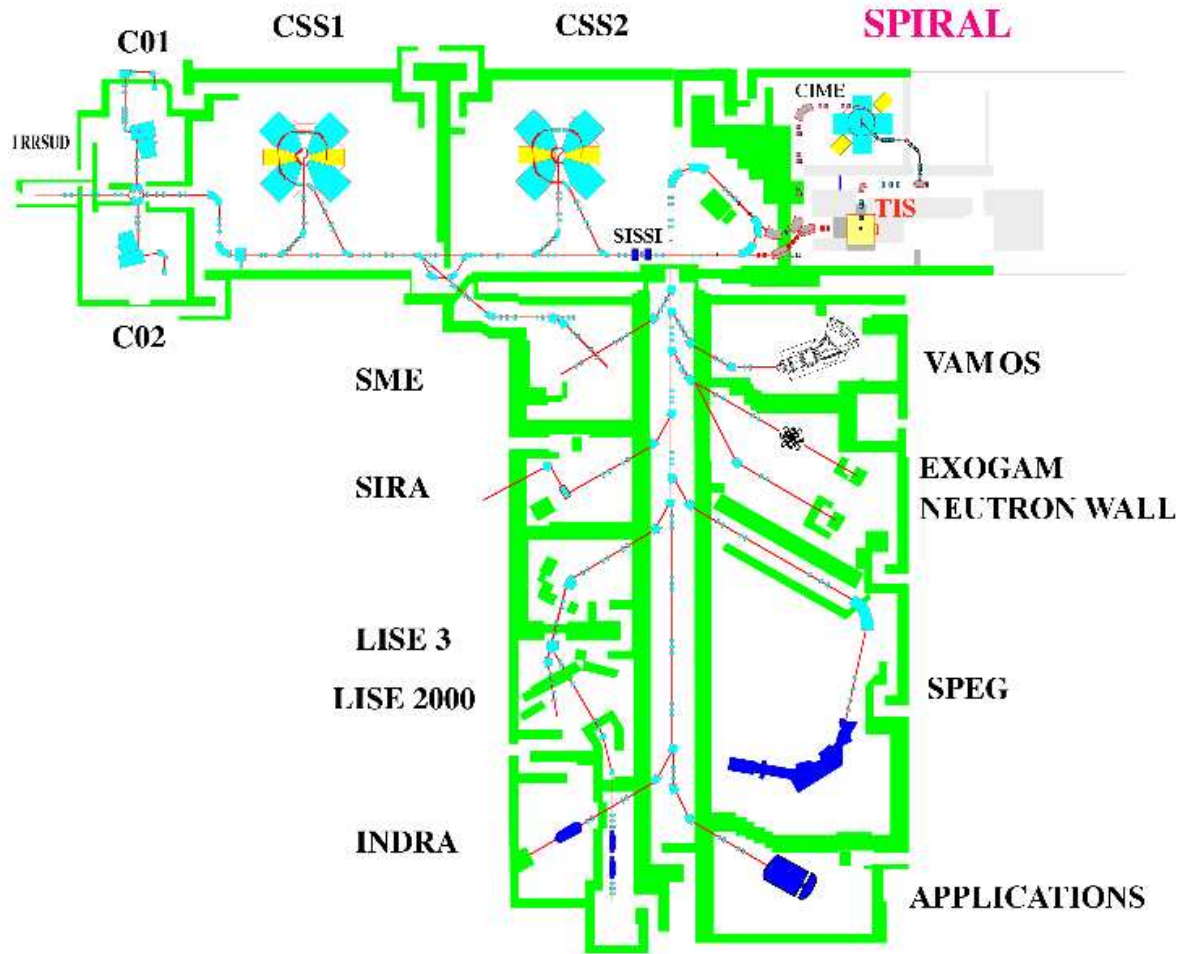 SPIRAL
CSS1
CSS2
C01
CIME
IRRSUD
TIS
SISSI
C02
VAMOS
SME
EXOGAM
NEUTRON WALL
SIRA
LISE 3
LISE 2000
SPEG
INDRA
APPLICATIONS